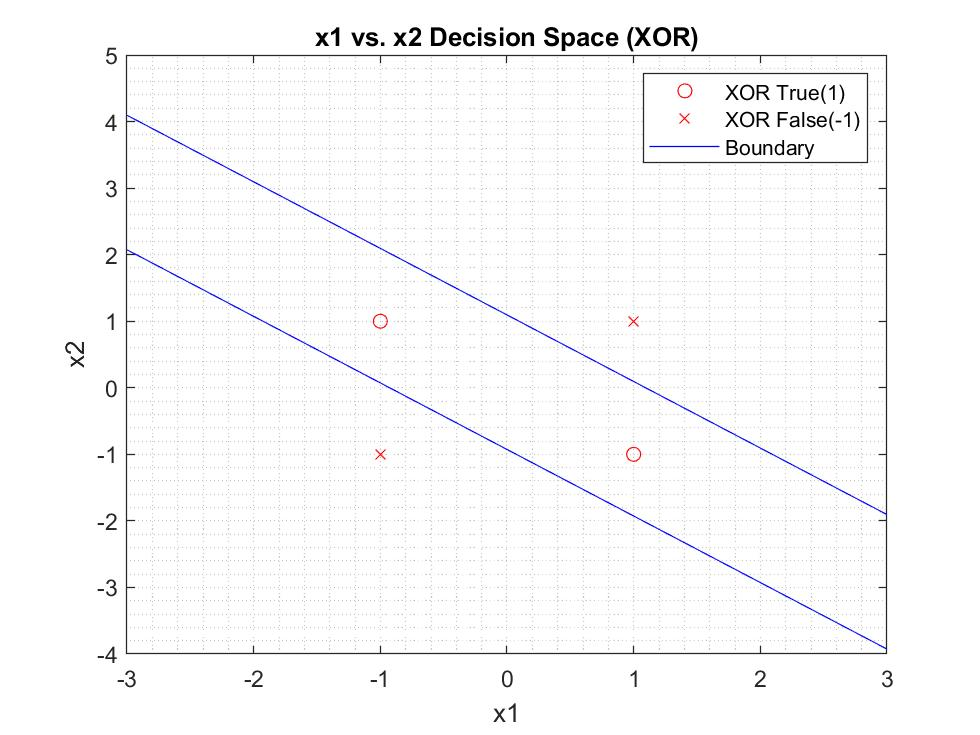 x1 vs. x2 Decision Space (XOR)
XOR True(1)
XOR False(-1)
Boundary
5
4
3
2
1
0
-1
-2
-3
-4
x2
-3
-2
-1
0
1
2
3
x1